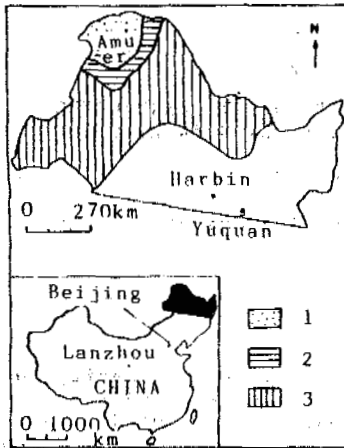 N
Amu
er
Harbin
0 270km
Yuquan
Beijing
Lanzhou
CHINA
0 1000
km
1
2
3